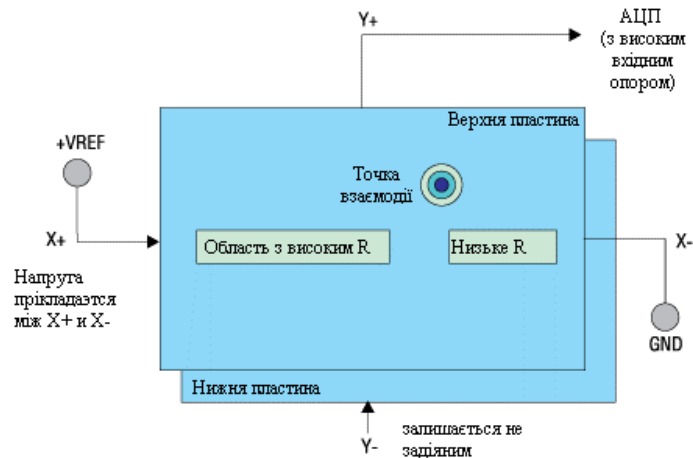 Y+
АЦП
(з високим
вхідним
опором)
Верхня пластина
+VREF
Точка
взаємодії
X+
Область з високим R
Низьке R
X-
Напруга
прікладаэтся
між X+ и X-
GND
Нижня пластина
Y-
залишається не
задіяним